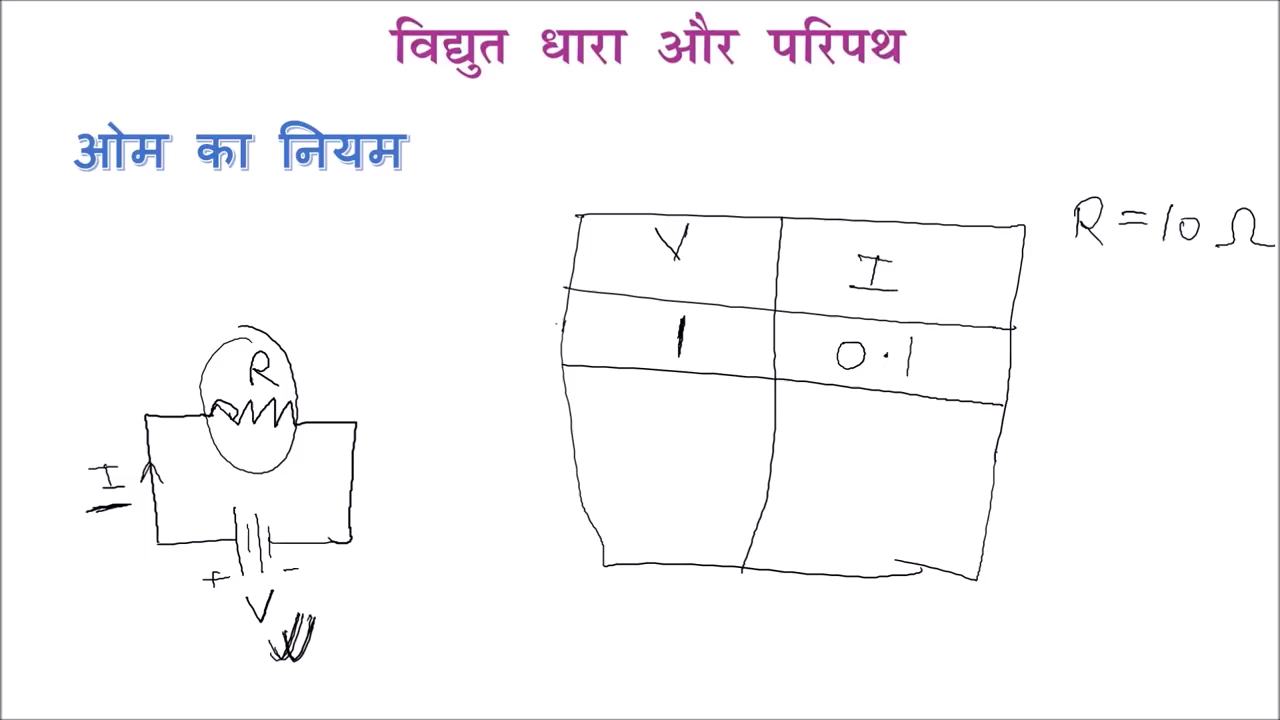 विद्युत धारा और परिपथ
ओम का नियम
R = 10 Ω
V I
1 0.1
R
I
+ -
V